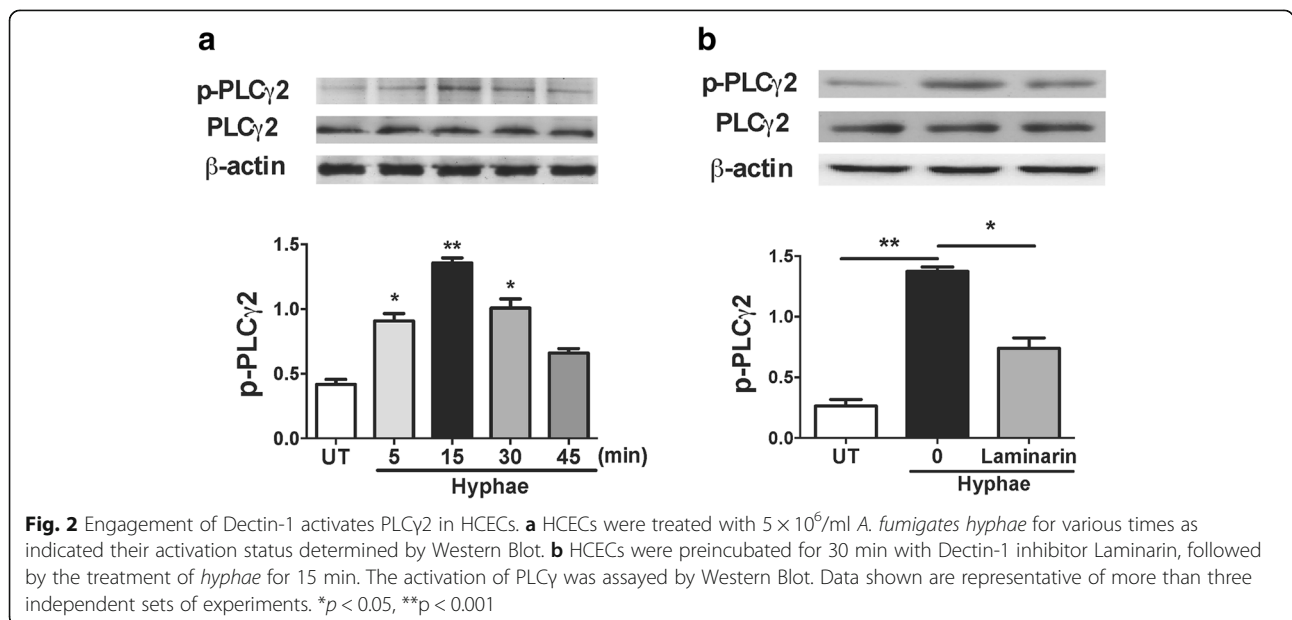 a
p-PLCγ2
PLCγ2
β-actin
p-PLCγ2
1.5
1.0
0.5
0.0
**
*
*
UT 5 15 30 45 (min)
Hyphae
b
p-PLCγ2
PLCγ2
β-actin
p-PLCγ2
1.5
1.0
0.5
0.0
**
*
UT 0 Laminarin
Hyphae
Fig. 2 Engagement of Dectin-1 activates PLCγ2 in HCECs. a HCECs were treated with 5 × 10⁶/ml A. fumigates hyphae for various times as
indicated their activation status determined by Western Blot. b HCECs were preincubated for 30 min with Dectin-1 inhibitor Laminarin, followed
by the treatment of hyphae for 15 min. The activation of PLCγ was assayed by Western Blot. Data shown are representative of more than three
independent sets of experiments. *p < 0.05, **p < 0.001